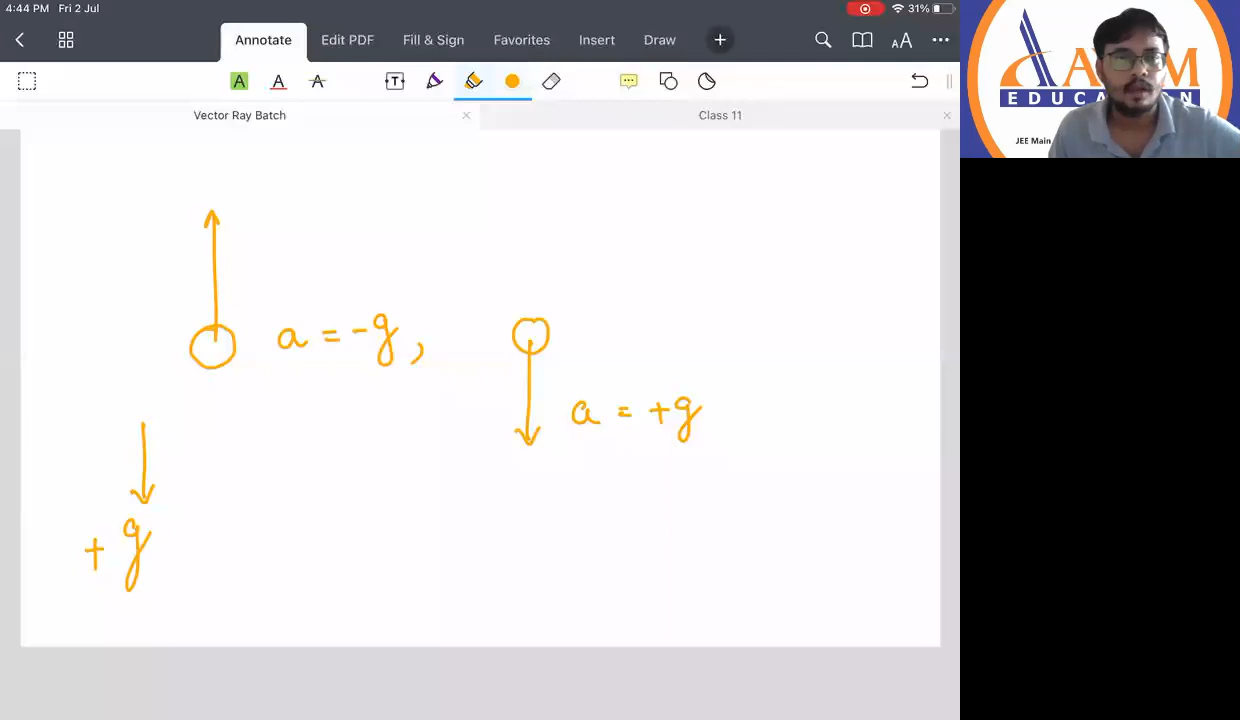 4:44 PM Fri 2 Jul
31%
Annotate
Edit PDF
Fill & Sign
Favorites
Insert
Draw
AA
A A A
T
Vector Ray Batch
Class 11
a = -g,
a = +g
+ g
EDUCA N
JEE Main